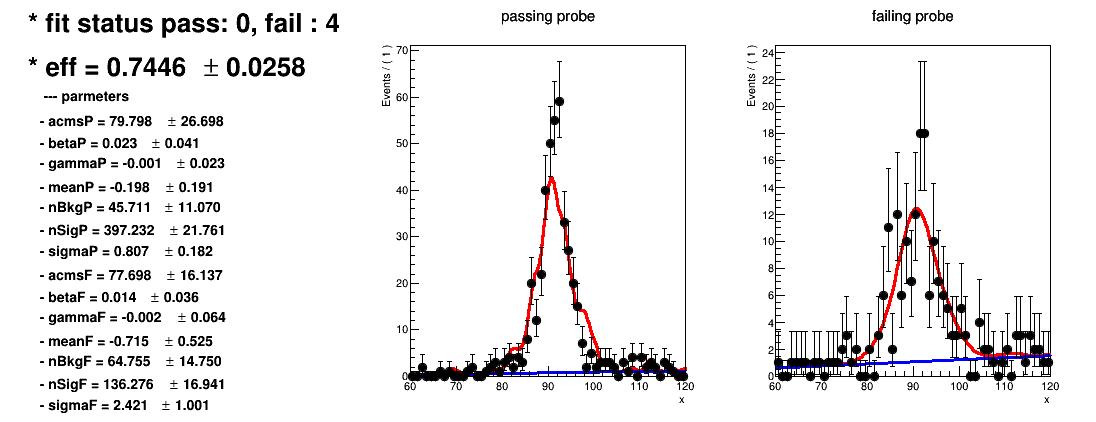 * fit status pass: 0, fail : 4
* eff = 0.7446 ± 0.0258
--- parmeters
- acmsP = 79.798 ± 26.698
- betaP = 0.023 ± 0.041
- gammaP = -0.001 ± 0.023
- meanP = -0.198 ± 0.191
- nBkgP = 45.711 ± 11.070
- nSigP = 397.232 ± 21.761
- sigmaP = 0.807 ± 0.182
- acmsF = 77.698 ± 16.137
- betaF = 0.014 ± 0.036
- gammaF = -0.002 ± 0.064
- meanF = -0.715 ± 0.525
- nBkgF = 64.755 ± 14.750
- nSigF = 136.276 ± 16.941
- sigmaF = 2.421 ± 1.001
passing probe
Events / ( 1 )
70
60
50
40
30
20
10
0
60 70 80 90 100 110 120
x
failing probe
Events / ( 1 )
24
22
20
18
16
14
12
10
8
6
4
2
0
60 70 80 90 100 110 120
x